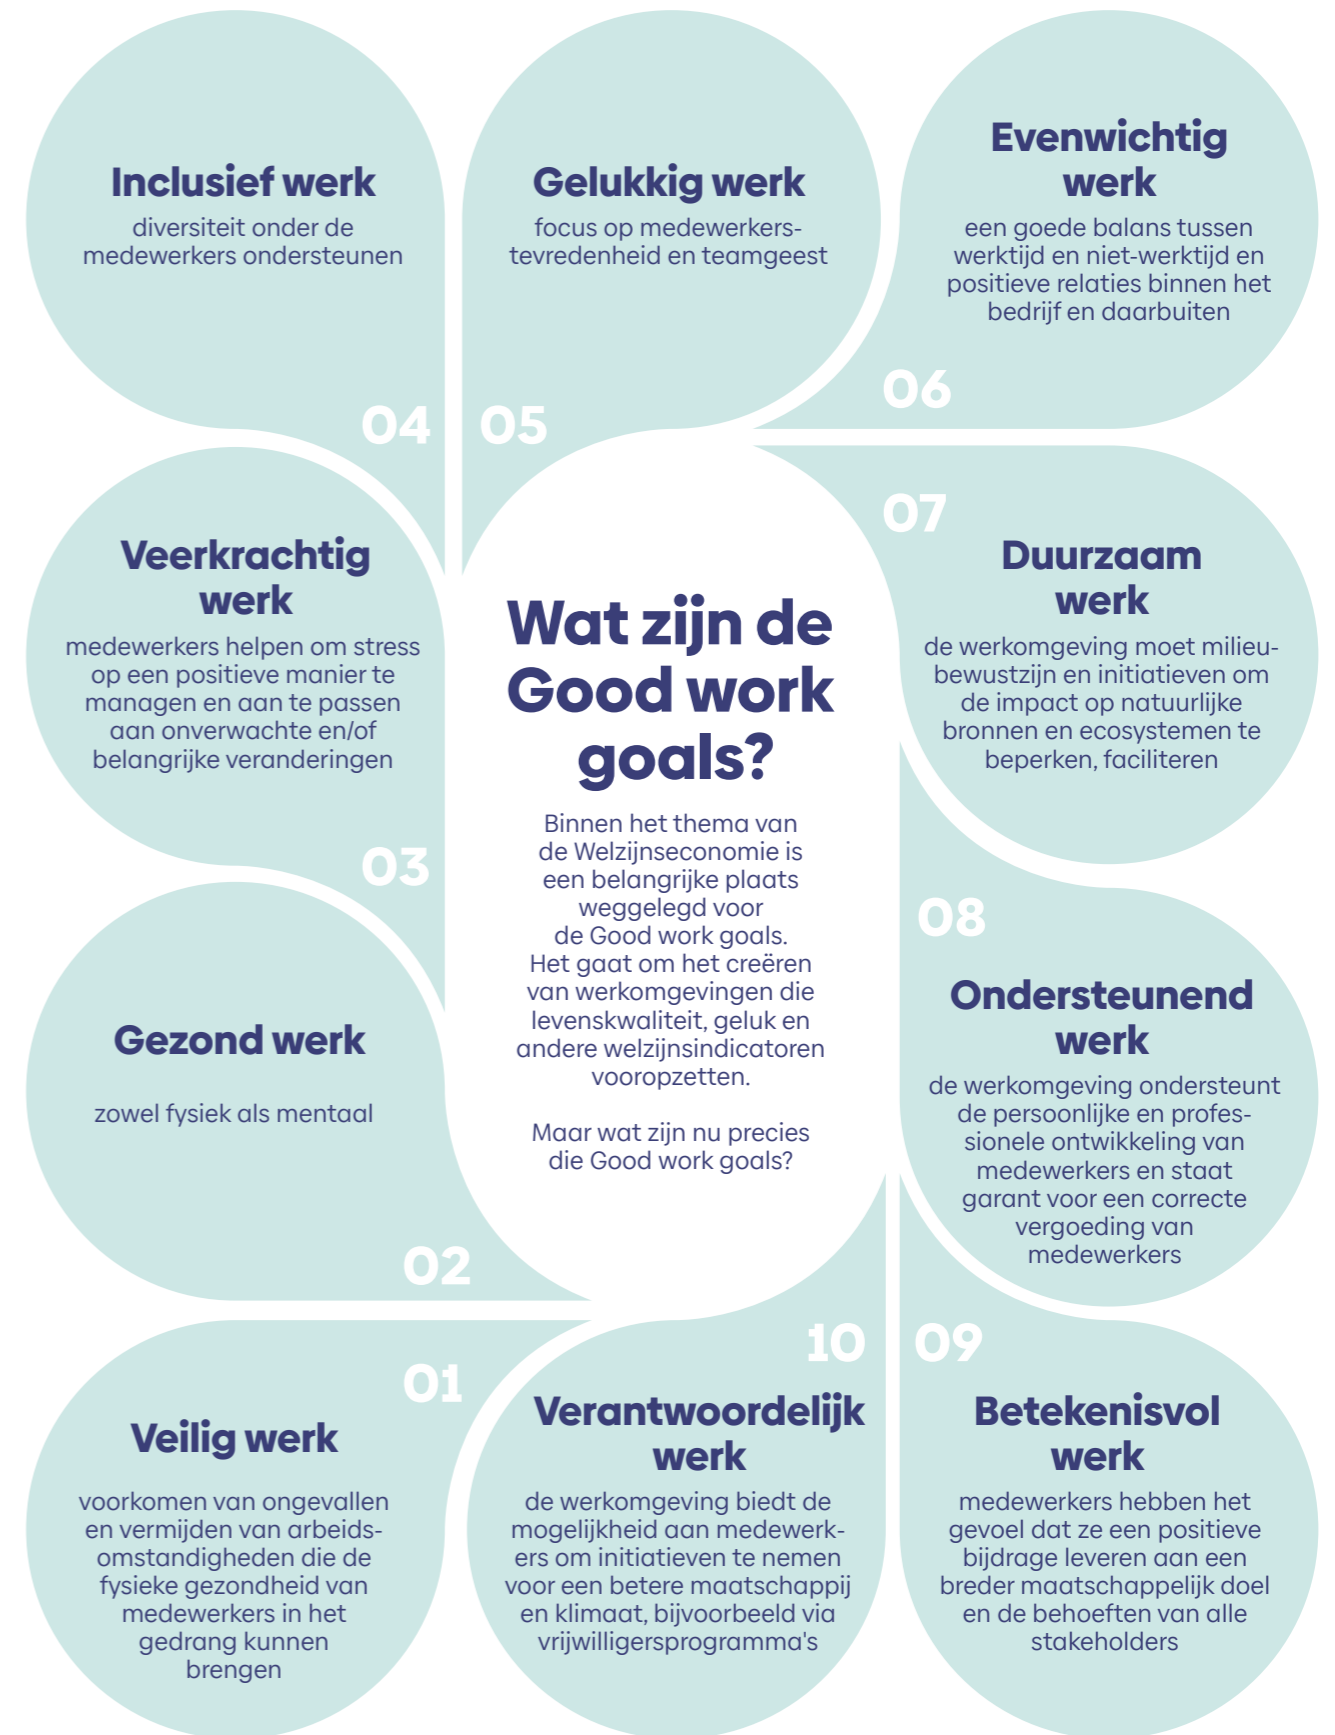 Wat zijn de
Good work
goals?
Binnen het thema van
de Welzijnseconomie is
een belangrijke plaats
weggelegd voor
de Good work goals.
Het gaat om het creëren
van werkomgevingen die
levenskwaliteit, geluk en
andere welzijnsindicatoren
vooropzetten.
Maar wat zijn nu precies
die Good work goals?
01
Veilig werk
voorkomen van ongevallen
en vermijden van arbeids-
omstandigheden die de
fysieke gezondheid van
medewerkers in het
gedrang kunnen
brengen
02
Gezond werk
zowel fysiek als mentaal
03
Veerkrachtig
werk
medewerkers helpen om stress
op een positieve manier te
managen en aan te passen
aan onverwachte en/of
belangrijke veranderingen
04
Inclusief werk
diversiteit onder de
medewerkers ondersteunen
05
Gelukkig werk
focus op medewerkers-
tevredenheid en teamgeest
06
Evenwichtig
werk
een goede balans tussen
werktijd en niet-werktijd en
positieve relaties binnen het
bedrijf en daarbuiten
07
Duurzaam
werk
de werkomgeving moet milieu-
bewustzijn en initiatieven om
de impact op natuurlijke
bronnen en ecosystemen te
beperken, faciliteren
08
Ondersteunend
werk
de werkomgeving ondersteunt
de persoonlijke en profes-
sionele ontwikkeling van
medewerkers en staat
garant voor een correcte
vergoeding van
medewerkers
09
Betekenisvol
werk
medewerkers hebben het
gevoel dat ze een positieve
bijdrage leveren aan een
breder maatschappelijk doel
en de behoeften van alle
stakeholders
10
Verantwoordelijk
werk
de werkomgeving biedt de
mogelijkheid aan medewerk-
ers om initiatieven te nemen
voor een betere maatschappij
en klimaat, bijvoorbeeld via
vrijwilligersprogramma's